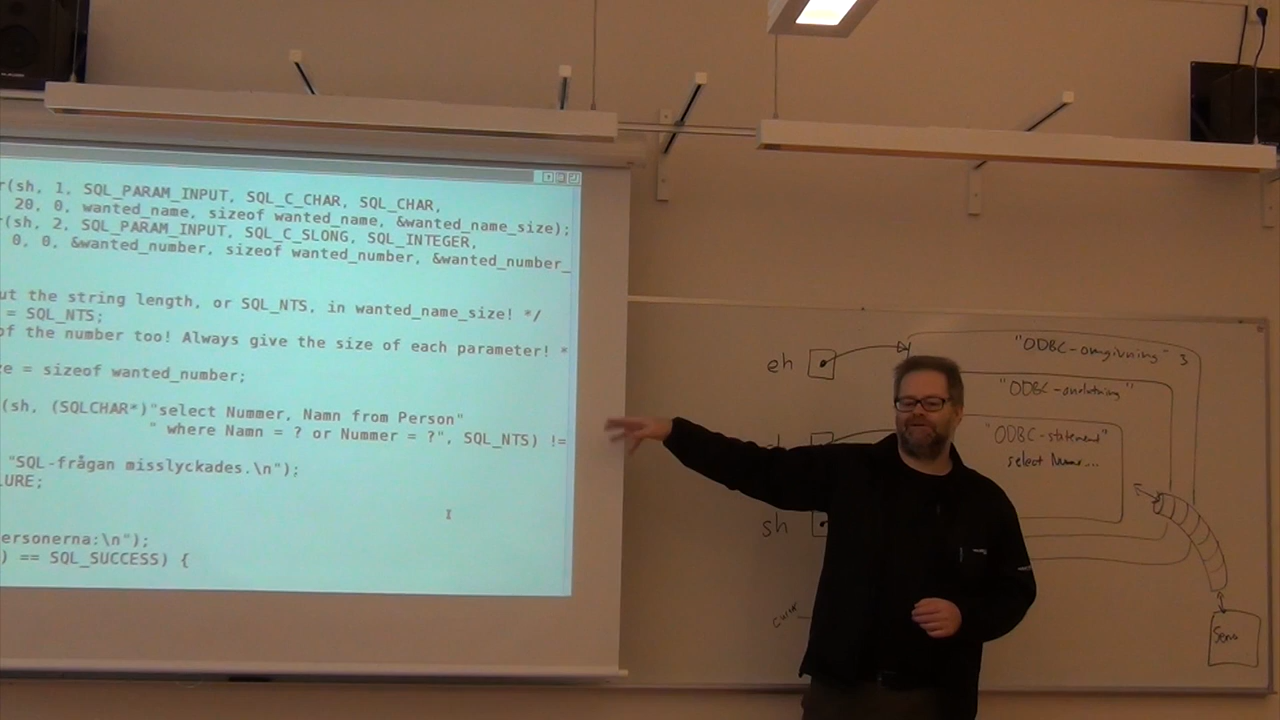 r(sh, 1, SQL_PARAM_INPUT, SQL_C_CHAR, SQL_CHAR,
20, 0, wanted_name, sizeof wanted_name, &wanted_name_size);
r(sh, 2, SQL_PARAM_INPUT, SQL_C_SLONG, SQL_INTEGER,
0, 0, &wanted_number, sizeof wanted_number, &wanted_number_
ut the string length, or SQL_NTS, in wanted_name_size! */
= SQL_NTS;
of the number too! Always give the size of each parameter! *
ze = sizeof wanted_number;
(sh, (SQLCHAR*)"select Nummer, Namn from Person"
" where Namn = ? or Nummer = ?", SQL_NTS) !=
"SQL-frågan misslyckades.\n");
LURE;
ersonerna:\n");
) == SQL_SUCCESS) {
eh
"ODBC-omgivning"
"ODBC-anslutning"
"ODBC-statement"
select Numr...
sh
cursor